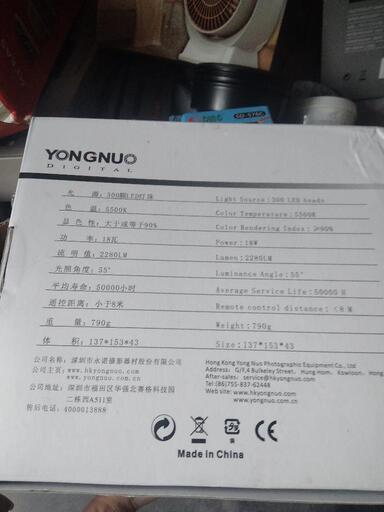 SD-576C
YONGNUO
DIGITAL
光 源：300颗LED灯珠 Light Source：300 LED beads
色 温：5500K Color Temperature：5500K
显 色 性：大于或等于90% Color Rendering Index：≥90%
功 率：18瓦 Power：18W
流 明 值：2280LM Lumen：2280LM
光照角度：55° Luminance Angle：55°
平均寿命：50000小时 Average Service Life：50000 H
遥控距离：小于8米 Remote control distance：≤8 M
重 量：790g Weight：790g
体 积：137*153*43 Size：137*153*43
公司名称：深圳市永诺摄影器材股份有限公司
公司主页：www.hkyongnuo.com
www.yongnuo.com.cn
公司地址：深圳市福田区华强北赛格科技园
二栋西A511室
售后电话：4000013888
Hong Kong Yong Nuo Photographic Equipment Co., Ltd
Address：G/F,4 Bulkeley Street, Hung Hom, Kowloon, Hong
After-sales：service@hkyongnuo.com
Tel：(86)755-837-62448
Web site：www.hkyongnuo.com
www.yongnuo.com.cn
CE
Made in China